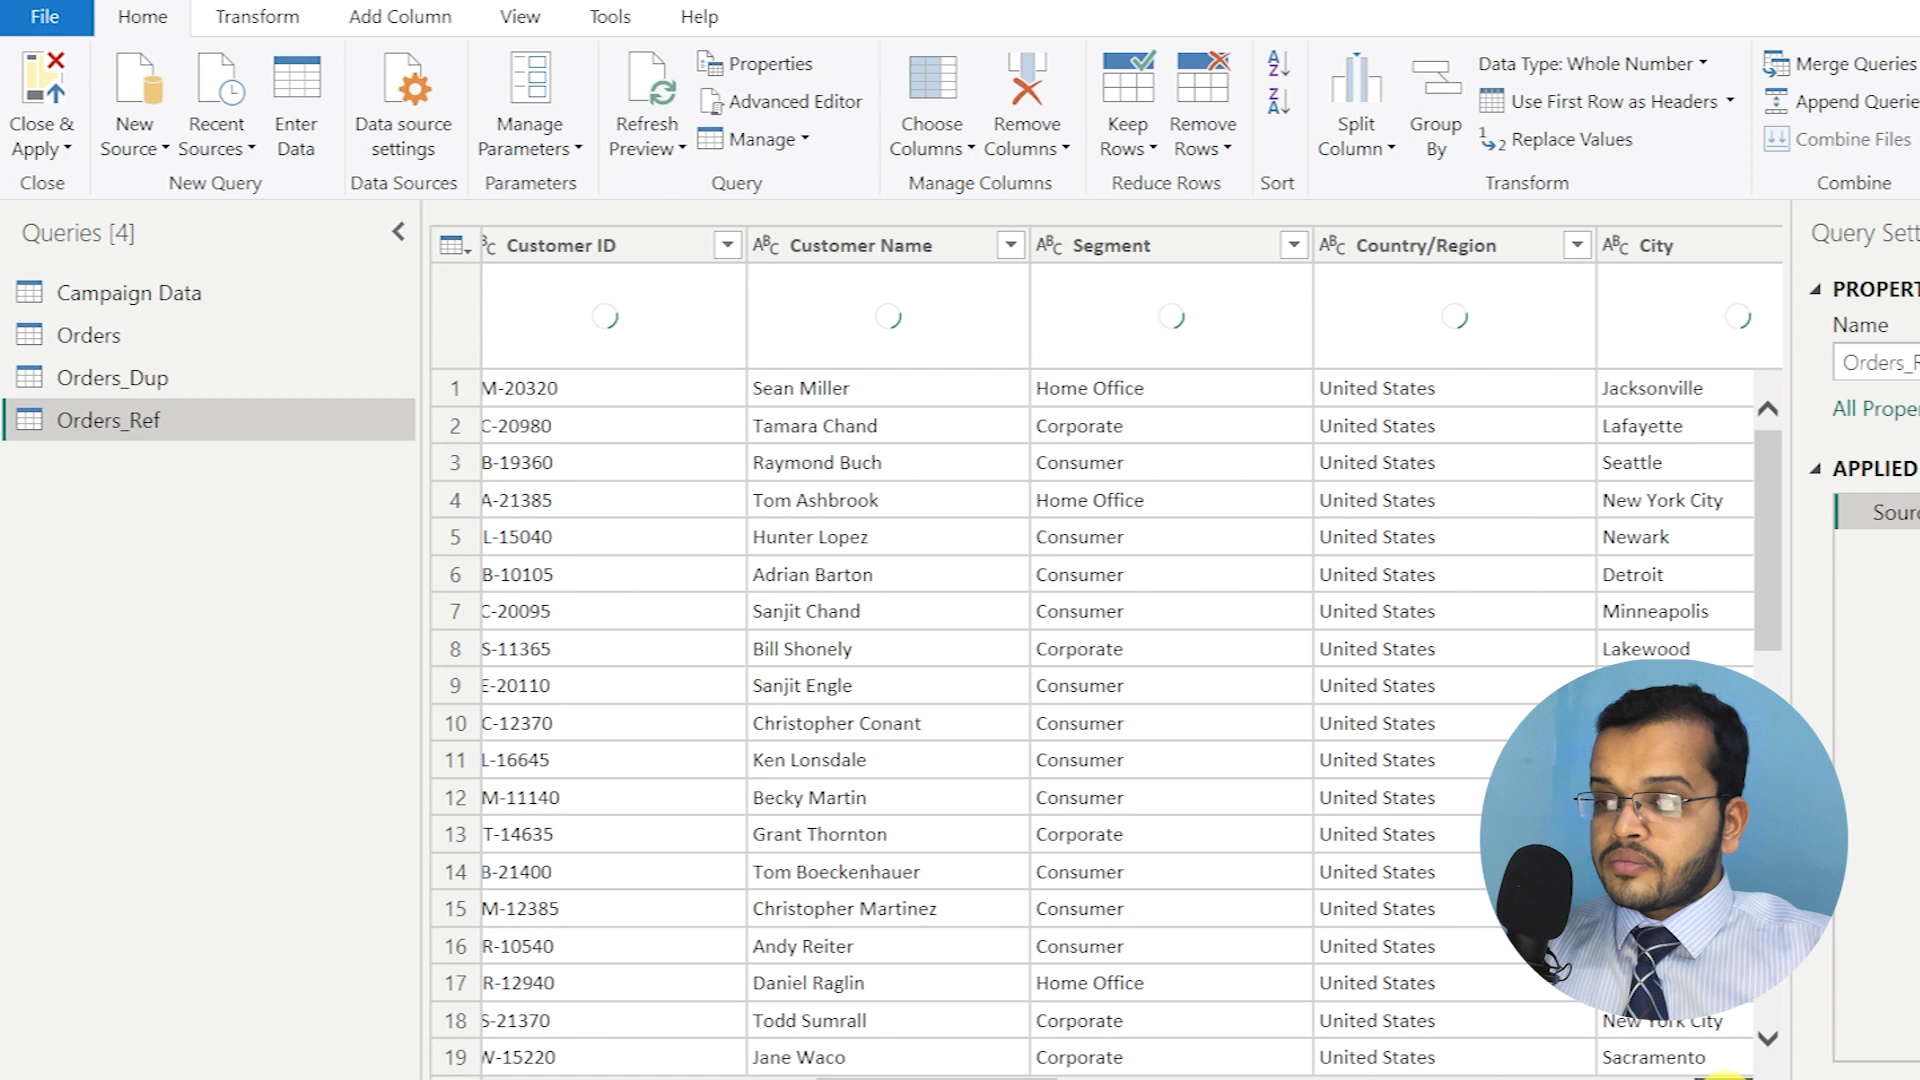 File Home Transform Add Column View Tools Help
Close & Apply
New Source
Recent Sources
Enter Data
Data source settings
Manage Parameters
Refresh Preview
Properties
Advanced Editor
Manage
Choose Columns
Remove Columns
Keep Rows
Remove Rows
Split Column
Group By
Data Type: Whole Number
Use First Row as Headers
Replace Values
Merge Queries
Append Querie
Combine Files
Close New Query Data Sources Parameters Query Manage Columns Reduce Rows Sort Transform Combine
Queries [4]
Campaign Data
Orders
Orders_Dup
Orders_Ref
Customer ID Customer Name Segment Country/Region City
1 M-20320 Sean Miller Home Office United States Jacksonville
2 C-20980 Tamara Chand Corporate United States Lafayette
3 B-19360 Raymond Buch Consumer United States Seattle
4 A-21385 Tom Ashbrook Home Office United States New York City
5 L-15040 Hunter Lopez Consumer United States Newark
6 B-10105 Adrian Barton Consumer United States Detroit
7 C-20095 Sanjit Chand Consumer United States Minneapolis
8 S-11365 Bill Shonely Corporate United States Lakewood
9 E-20110 Sanjit Engle Consumer United States
10 C-12370 Christopher Conant Consumer United States
11 L-16645 Ken Lonsdale Consumer United States
12 M-11140 Becky Martin Consumer United States
13 T-14635 Grant Thornton Corporate United States
14 B-21400 Tom Boeckenhauer Consumer United States
15 M-12385 Christopher Martinez Consumer United States
16 R-10540 Andy Reiter Consumer United States
17 R-12940 Daniel Raglin Home Office United States
18 S-21370 Todd Sumrall Corporate United States New York City
19 W-15220 Jane Waco Corporate United States Sacramento
Query Sett
PROPERT
Name
Orders_R
All Proper
APPLIED
Sourc